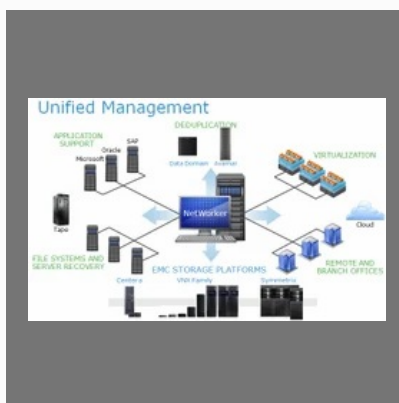 Unified Management
DEDUPLICATION
APPLICATION
SUPPORT
SAP
Oracle
Microsoft
Data Domain
Avamar
VIRTUALIZATION
Tape
NetWorker
Cloud
FILE SYSTEMS AND
SERVER RECOVERY
EMC STORAGE PLATFORMS
REMOTE AND
BRANCH OFFICES
Centera
VNX Family
Symmetrix